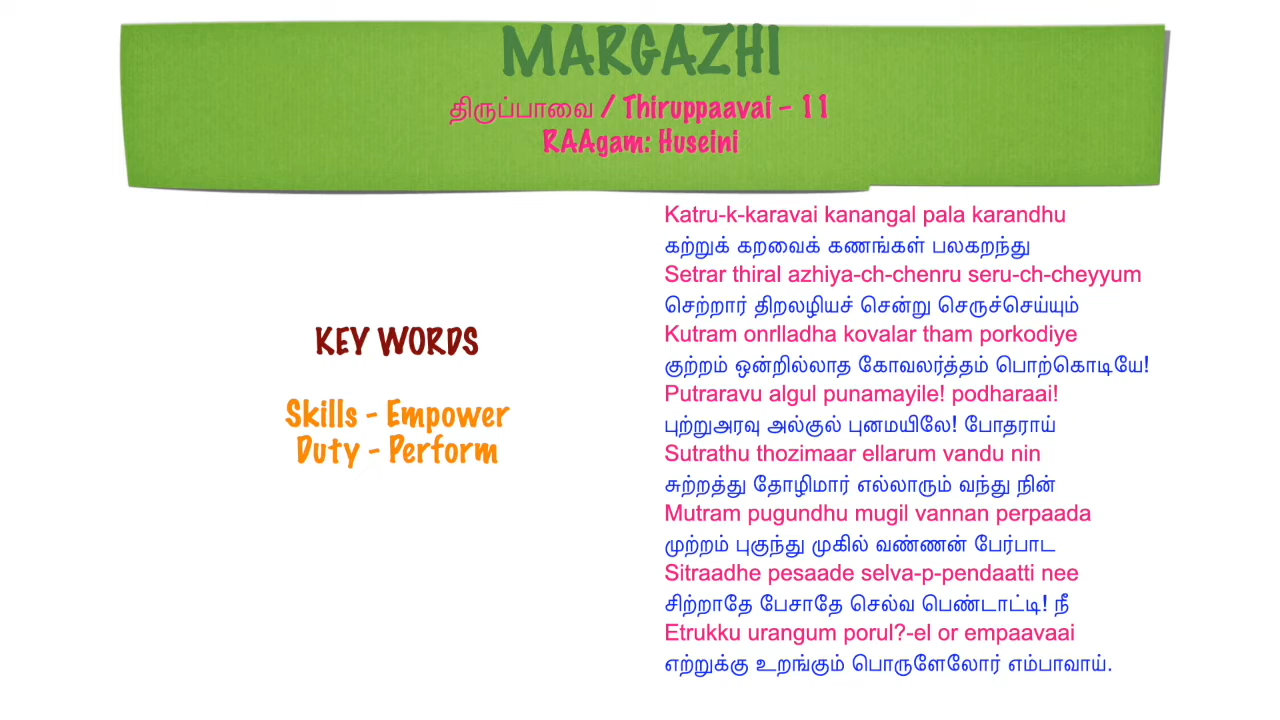 MARGAZHI
திருப்பாவை / Thiruppaavai - 11
RAAgam: Huseini
KEY WORDS
Skills - Empower
Duty - Perform
Katru-k-karavai kanangal pala karandhu
கற்றுக் கறவைக் கணங்கள் பலகறந்து
Setrar thiral azhiya-ch-chenru seru-ch-cheyyum
செற்றார் திறலழியச் சென்று செருச்செய்யும்
Kutram onrlladha kovalar tham porkodiye
குற்றம் ஒன்றில்லாத கோவலர்த்தம் பொற்கொடியே!
Putraravu algul punamayile! podharaai!
புற்றுஅரவு அல்குல் புனமயிலே! போதராய்
Sutrathu thozimaar ellarum vandu nin
சுற்றத்து தோழிமார் எல்லாரும் வந்து நின்
Mutram pugundhu mugil vannan perpaada
முற்றம் புகுந்து முகில் வண்ணன் பேர்பாட
Sitraadhe pesaade selva-p-pendaatti nee
சிற்றாதே பேசாதே செல்வ பெண்டாட்டி! நீ
Etrukku urangum porul?-el or empaavaai
எற்றுக்கு உறங்கும் பொருளேலோர் எம்பாவாய்.